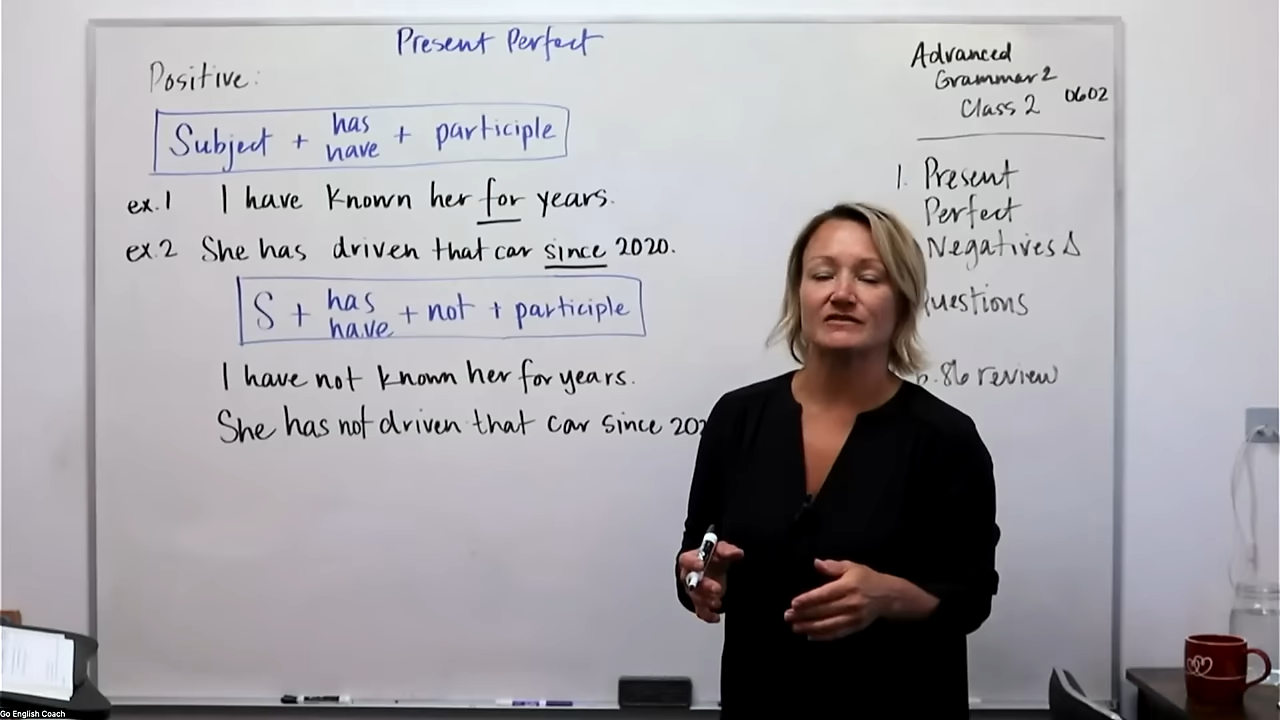 Present Perfect
Positive:
Subject + has have + participle
ex.1 I have known her for years.
ex.2 She has driven that car since 2020.
S + has have + not + participle
I have not known her for years.
She has not driven that car since
Advanced
Grammar 2
Class 2 0602
1. Present
Perfect
Negatives
86 review
Go English Coach